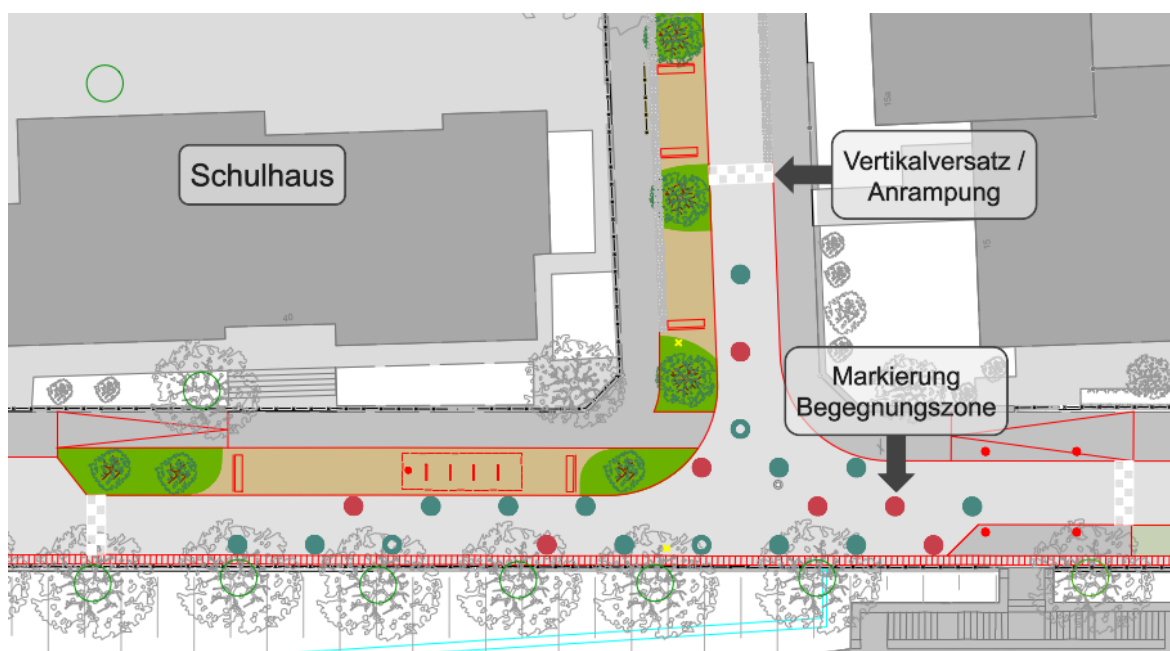 15a
Schulhaus
Vertikalversatz /
Anrampung
15
40
Markierung
Begegnungszone